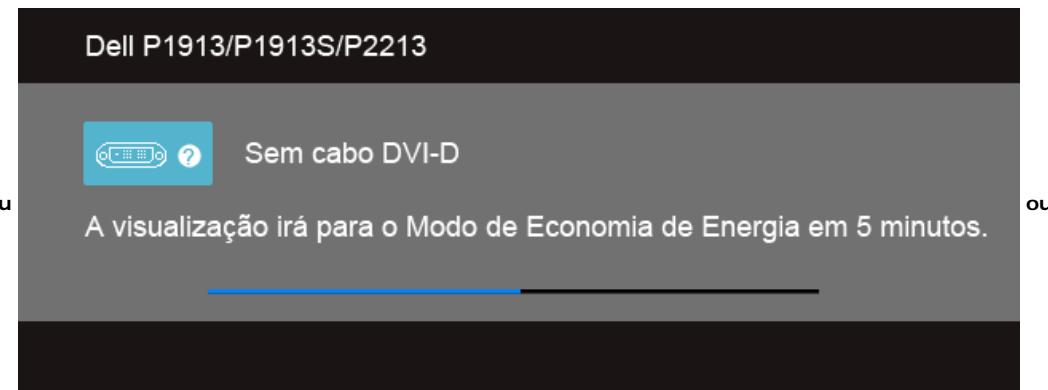 Dell P1913/P1913S/P2213
? Sem cabo DVI-D
u
ou
A visualização irá para o Modo de Economia de Energia em 5 minutos.